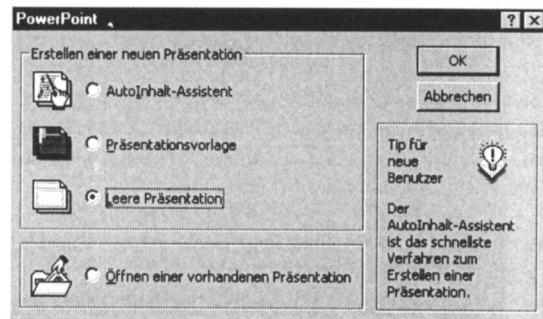 PowerPoint
Erstellen einer neuen Präsentation
AutoInhalt-Assistent
Präsentationsvorlage
Leere Präsentation
Öffnen einer vorhandenen Präsentation
OK
Abbrechen
Tip für
neue
Benutzer
Der
AutoInhalt-Assistent
ist das schnellste
Verfahren zum
Erstellen einer
Präsentation.